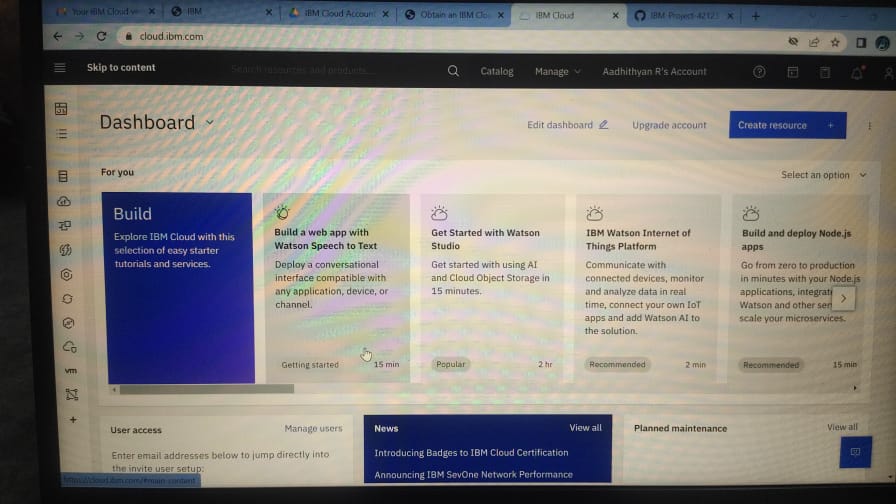 Your IBM Cloud
IBM
IBM Cloud Account
Obtain an IBM Clou
IBM Cloud
IBM-Project-42123
cloud.ibm.com
Skip to content
Search resources and products...
Catalog
Manage
Aadhithyan R's Account
Dashboard
Edit dashboard
Upgrade account
Create resource +
For you
Select an option
Build
Explore IBM Cloud with this
selection of easy starter
tutorials and services.
Build a web app with
Watson Speech to Text
Deploy a conversational
interface compatible with
any application, device, or
channel.
Getting started
15 min
Get Started with Watson
Studio
Get started with using AI
and Cloud Object Storage in
15 minutes.
Popular
2 hr
IBM Watson Internet of
Things Platform
Communicate with
connected devices, monitor
and analyze data in real
time, connect your own IoT
apps and add Watson AI to
the solution.
Recommended
2 min
Build and deploy Node.js
apps
Go from zero to production
in minutes with your Node.js
applications, integrat
Watson and other ser
scale your microservices.
Recommended
15 min
vm
User access
Manage users
Enter email addresses below to jump directly into
the invite user setup:
News
View all
Introducing Badges to IBM Cloud Certification
Announcing IBM SevOne Network Performance
Planned maintenance
View all
https://cloud.ibm.com/#main-content